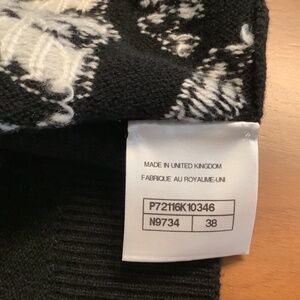 MADE IN UNITED KINGDOM
FABRIQUE AU ROYAUME-UNI
P72116K10346
N9734 38